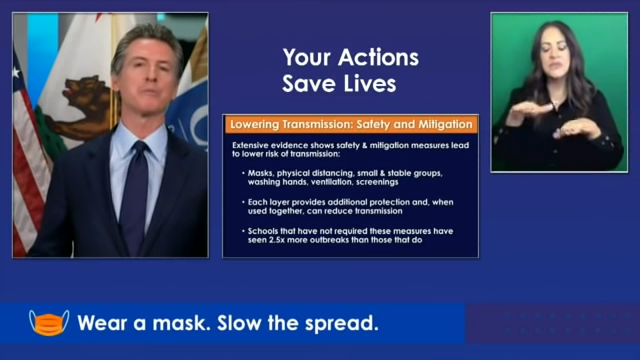 Your Actions
Save Lives
Lowering Transmission: Safety and Mitigation
Extensive evidence shows safety & mitigation measures lead
to lower risk of transmission:
• Masks, physical distancing, small & stable groups,
washing hands, ventilation, screenings
• Each layer provides additional protection and, when
used together, can reduce transmission
• Schools that have not required these measures have
seen 2.5x more outbreaks than those that do
Wear a mask. Slow the spread.